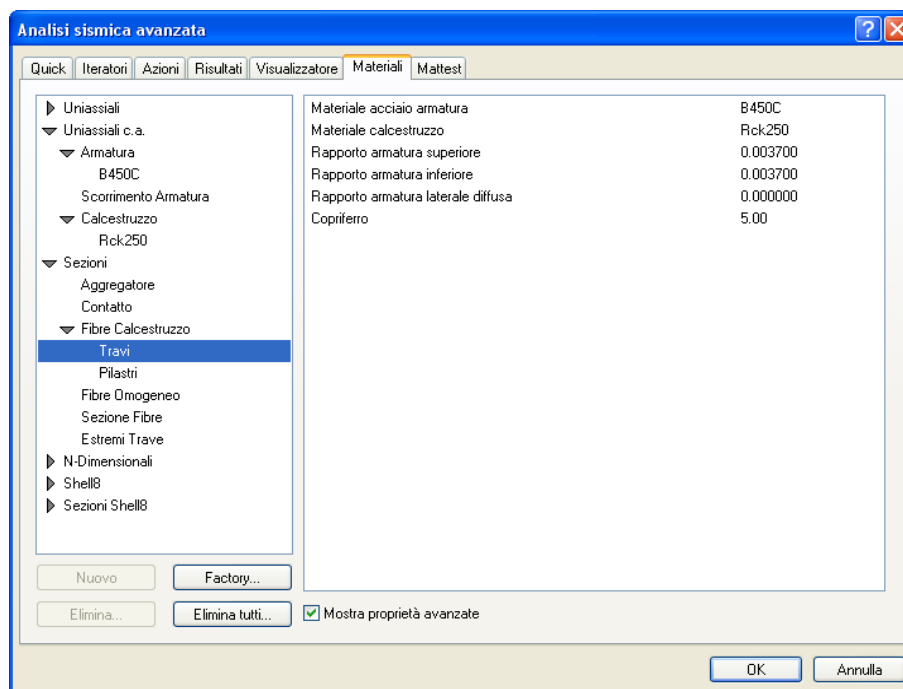 Analisi sismica avanzata
Quick Iteratori Azioni Risultati Visualizzatore Materiali Mattest
Uniassiali
Uniassiali c.a.
Armatura
B450C
Scorrimento Armatura
Calcestruzzo
Rck250
Sezioni
Aggregatore
Contatto
Fibre Calcestruzzo
Travi
Pilastri
Fibre Omogeneo
Sezione Fibre
Estremi Trave
N-Dimensionali
Shell8
Sezioni Shell8
Materiale acciaio armatura B450C
Materiale calcestruzzo Rck250
Rapporto armatura superiore 0.003700
Rapporto armatura inferiore 0.003700
Rapporto armatura laterale diffusa 0.000000
Copriferro 5.00
Nuovo Factory...
Elimina... Elimina tutti... Mostra proprietà avanzate
OK Annulla